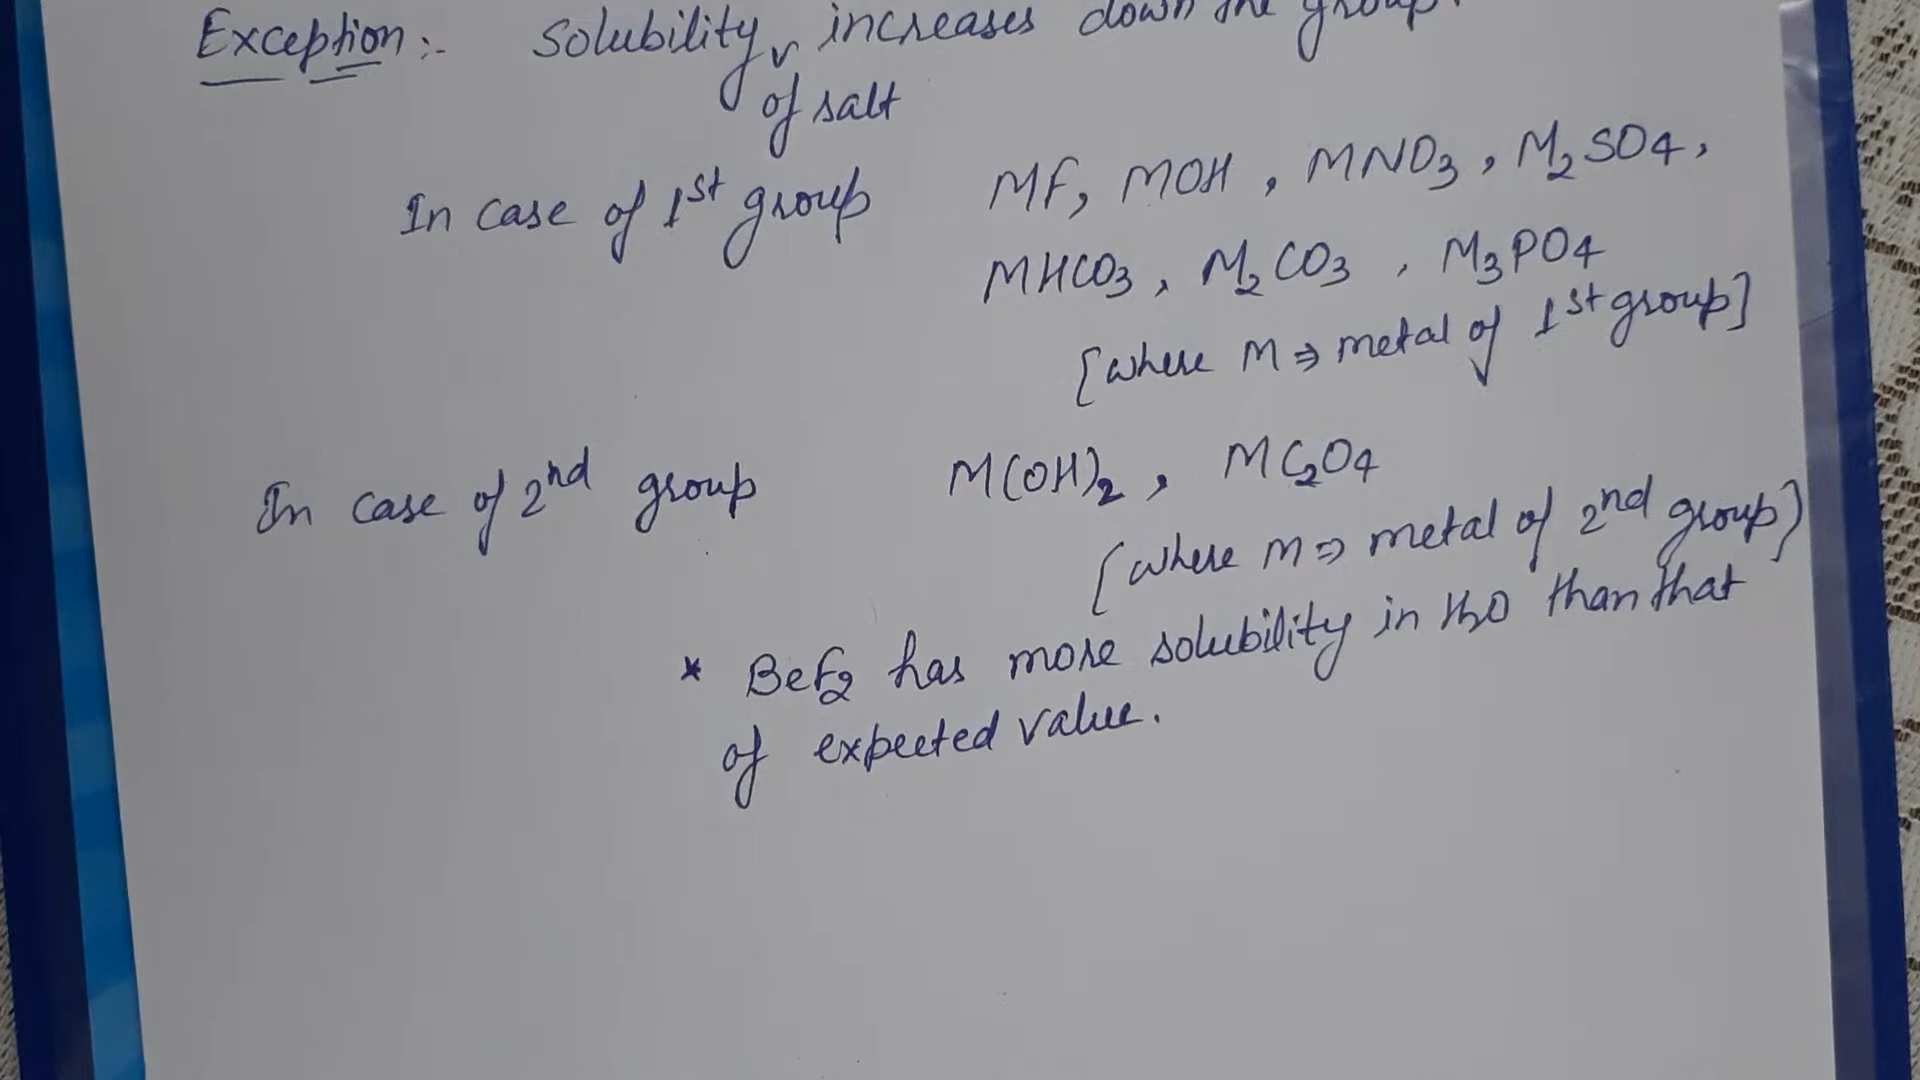 Exception :- Solubility increases down the group.
of salt
In case of 1st group MF, MOH, MNO3, M2SO4,
MHCO3, M2CO3, M3PO4
[where M ⇒ metal of 1st group]
In case of 2nd group M(OH)2, MC2O4
[where M ⇒ metal of 2nd group]
* BeF2 has more solubility in H2O than that
of expected value.